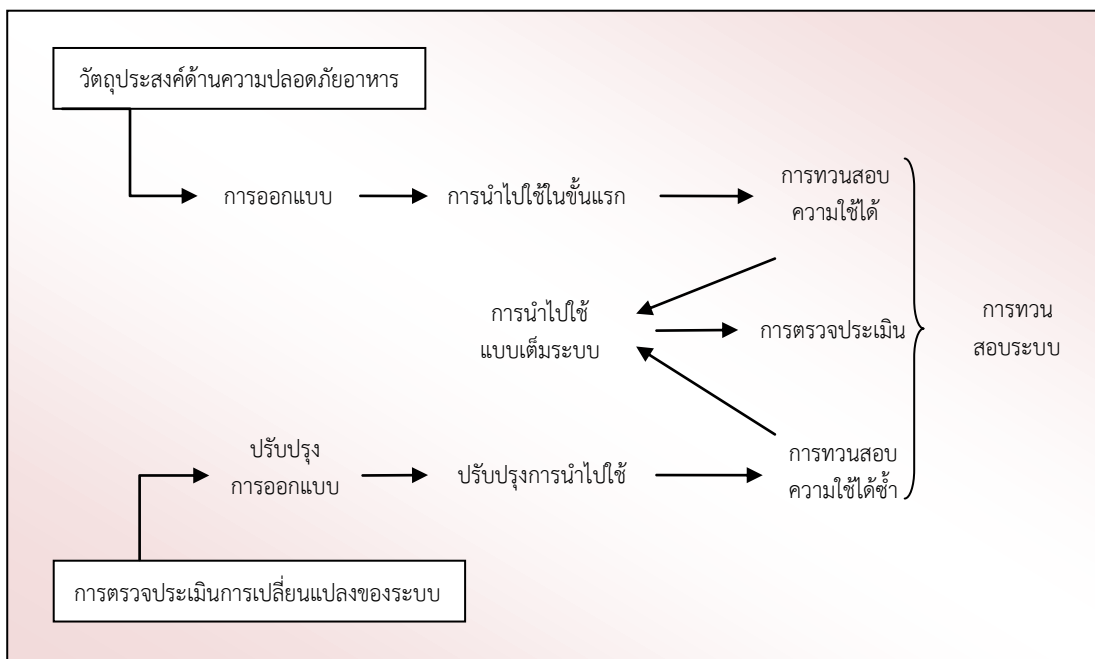 วัตถุประสงค์ด้านความปลอดภัยอาหาร
การออกแบบ
การนำไปใช้ในขั้นแรก
การทวนสอบ
ความใช้ได้
การนำไปใช้
แบบเต็มระบบ
การตรวจประเมิน
การทวน
สอบระบบ
ปรับปรุง
การออกแบบ
ปรับปรุงการนำไปใช้
การทวนสอบ
ความใช้ได้ซ้ำ
การตรวจประเมินการเปลี่ยนแปลงของระบบ